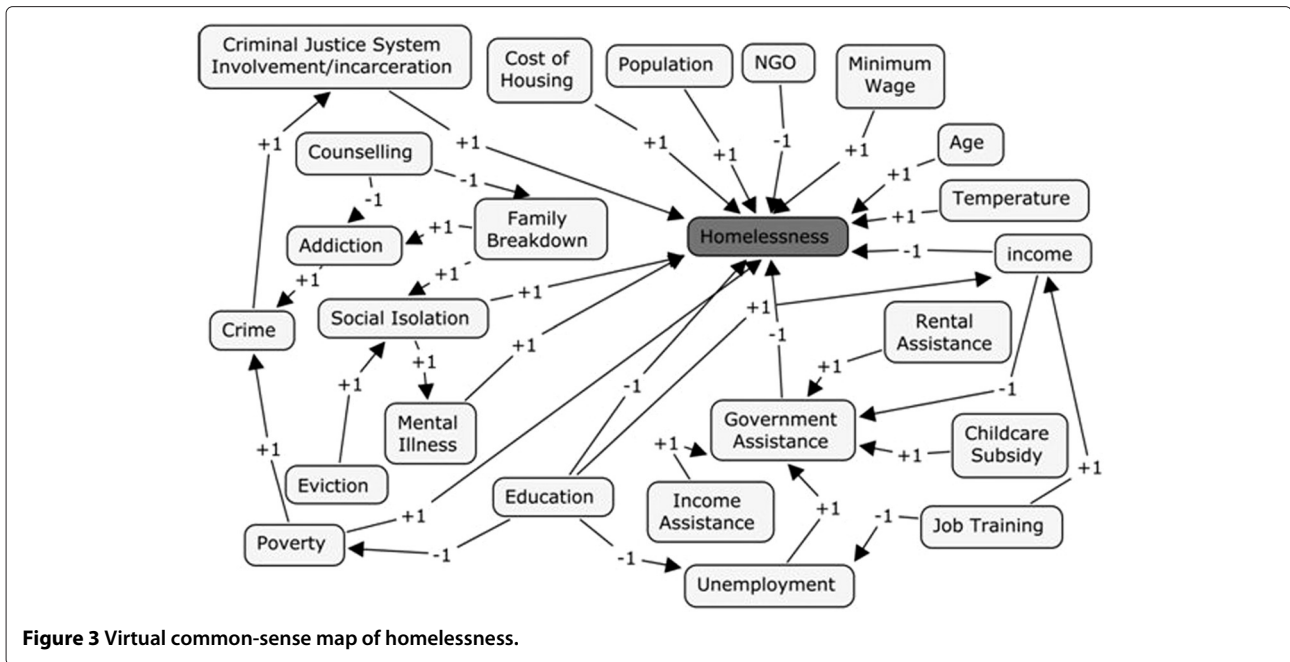 Criminal Justice System
Involvement/incarceration
Cost of
Housing
Population
NGO
Minimum
Wage
+1
+1
+1
+1
-1
+1
Counselling
-1
-1
Age
+1
Temperature
+1
Addiction
+1
Family
Breakdown
Homelessness
-1
income
+1
+1
Crime
Social Isolation
+1
+1
Rental
Assistance
-1
+1
+1
+1
+1
-1
-1
Mental
Illness
Government
Assistance
Childcare
Subsidy
+1
+1
+1
+1
Eviction
Education
Income
Assistance
+1
+1
-1
Job Training
Poverty
-1
-1
Unemployment
Figure 3 Virtual common-sense map of homelessness.